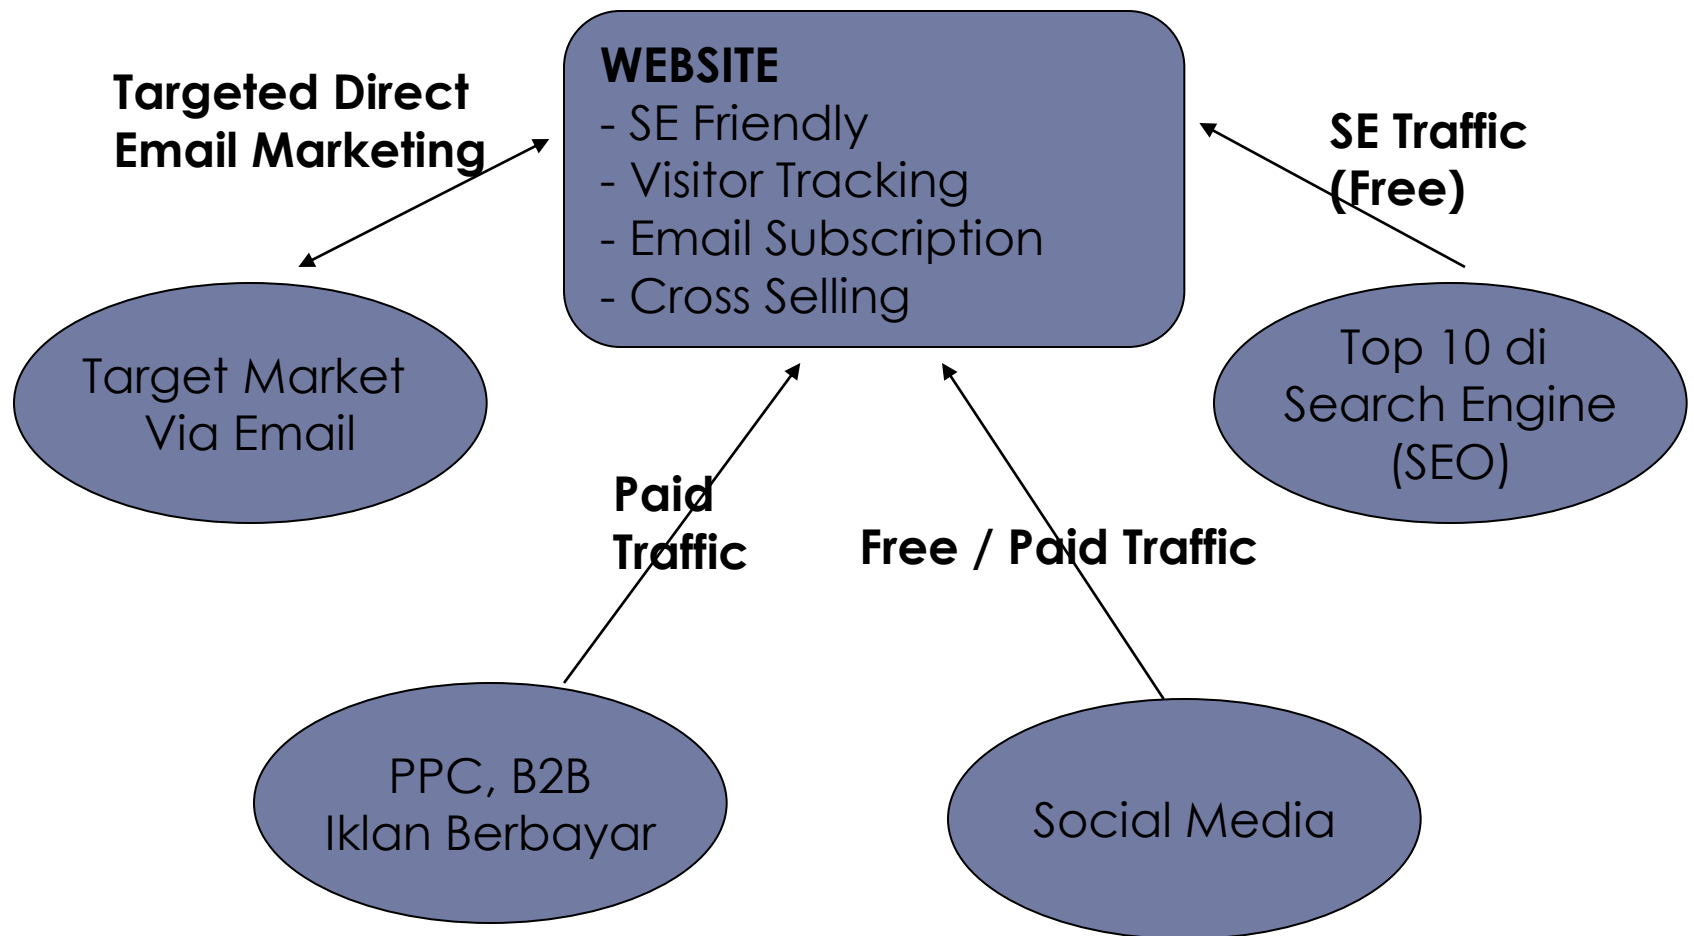 WEBSITE
- SE Friendly
- Visitor Tracking
- Email Subscription
- Cross Selling
Targeted Direct
Email Marketing
SE Traffic
(Free)
Target Market
Via Email
Top 10 di
Search Engine
(SEO)
Paid
Traffic
Free / Paid Traffic
PPC, B2B
Iklan Berbayar
Social Media